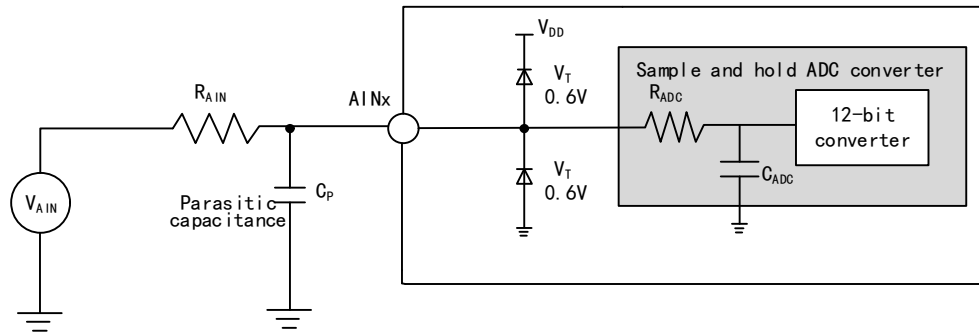 VDD
Sample and hold ADC converter
VT
0.6V
RAIN
AINx
RADC
12-bit
converter
VT
0.6V
CADC
VAIN
Parasitic
capacitance
CP